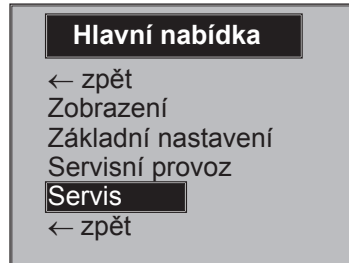 Hlavní nabídka
← zpět
Zobrazení
Základní nastavení
Servisní provoz
Servis
← zpět